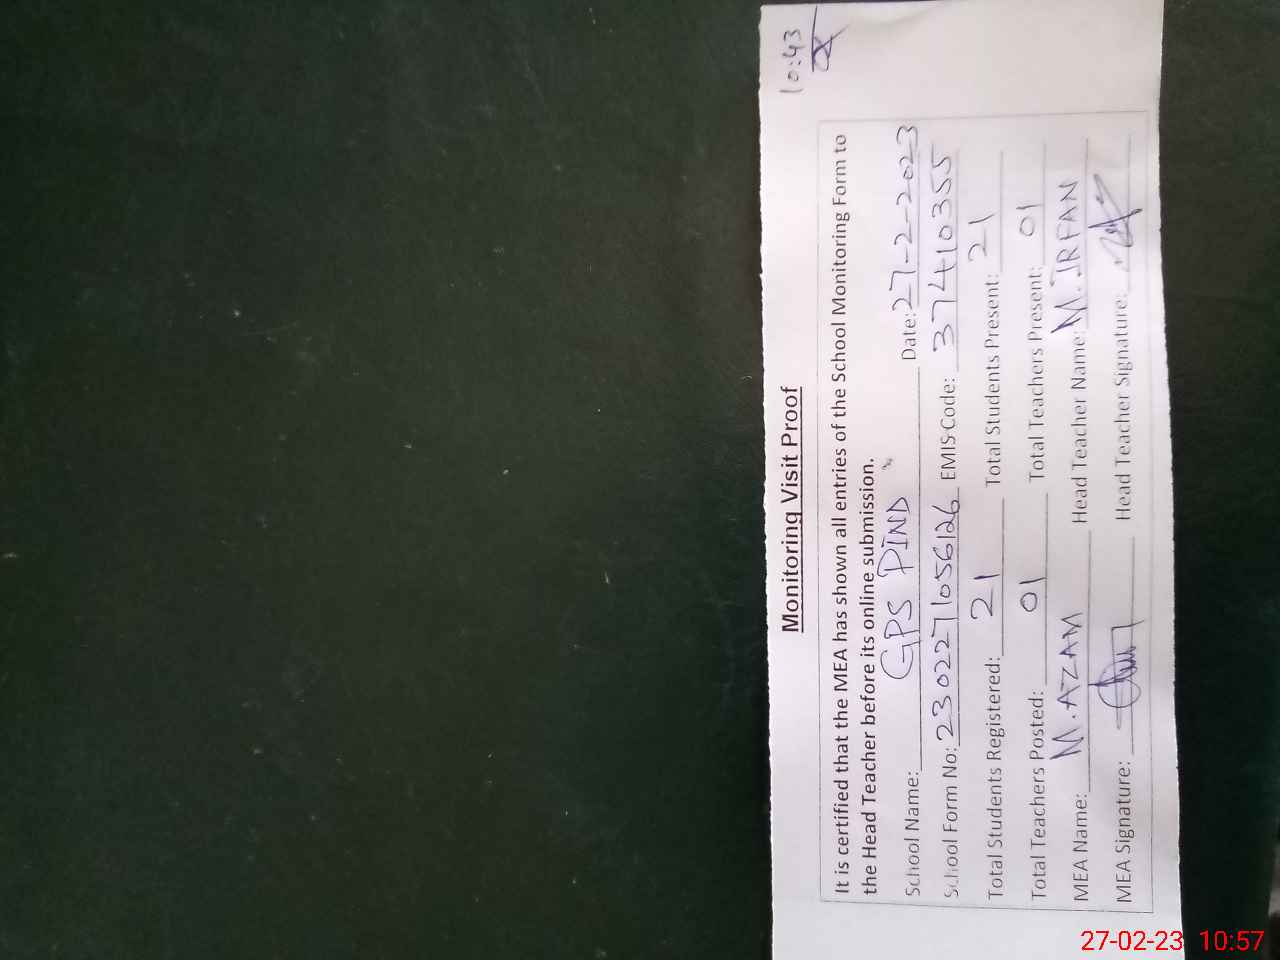 10:43
Monitoring Visit Proof
It is certified that the MEA has shown all entries of the School Monitoring Form to
the Head Teacher before its online submission.
School Name: GPS PIND Date: 27-2-2023
School Form No: 2302271056126 EMIS Code: 37410355
Total Students Registered: 21 Total Students Present: 21
Total Teachers Posted: 01 Total Teachers Present: 01
MEA Name: M.AZAM Head Teacher Name: M.IRFAN
MEA Signature: Head Teacher Signature:
27-02-23 10:57